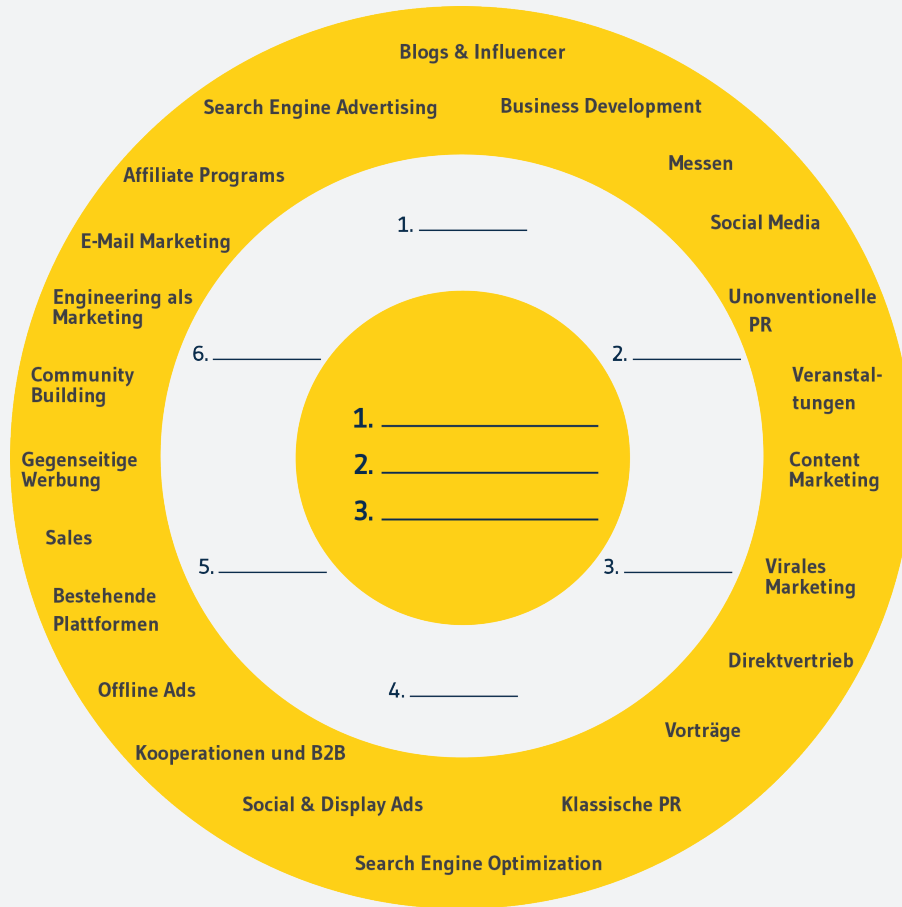 Blogs & Influencer
Search Engine Advertising
Business Development
Messen
Affiliate Programs
Social Media
1.
E-Mail Marketing
Engineering als
Marketing
Unonventionelle
PR
6.
2.
Community
Building
Veranstal-
tungen
1.
2.
3.
Gegenseitige
Werbung
Content
Marketing
Sales
5.
3.
Virales
Marketing
Bestehende
Plattformen
Direktvertrieb
Offline Ads
4.
Vorträge
Kooperationen und B2B
Social & Display Ads
Klassische PR
Search Engine Optimization